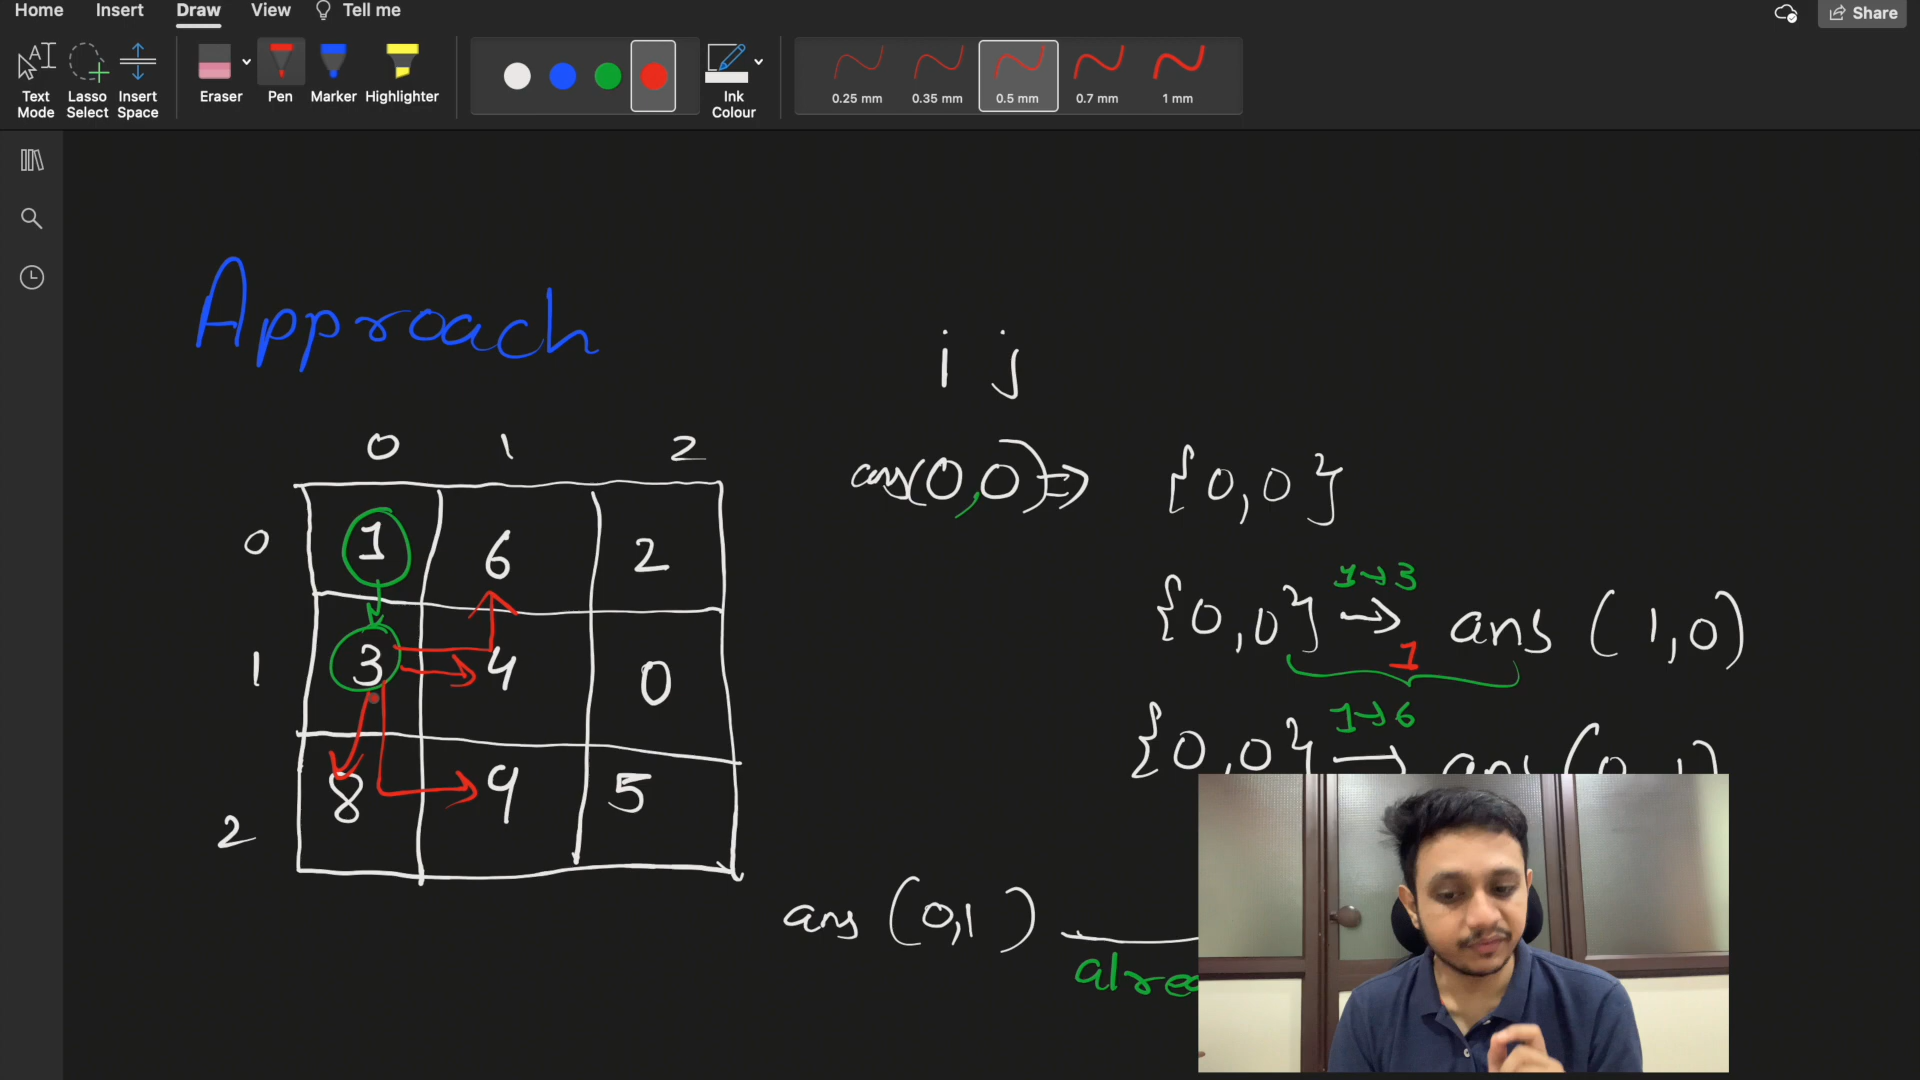 Home Insert Draw View Tell me Share
Text Mode Lasso Select Insert Space Eraser Pen Marker Highlighter Ink Colour 0.25 mm 0.35 mm 0.5 mm 0.7 mm 1 mm
Approach
i j
0 1 2
ans(0,0) => {0,0}
0 1 6 2
1→3
{0,0} → ans (1,0)
1
1 3 4 0
1→6
{0,0} → ans (0,1)
2 8 9 5
ans (0,1)